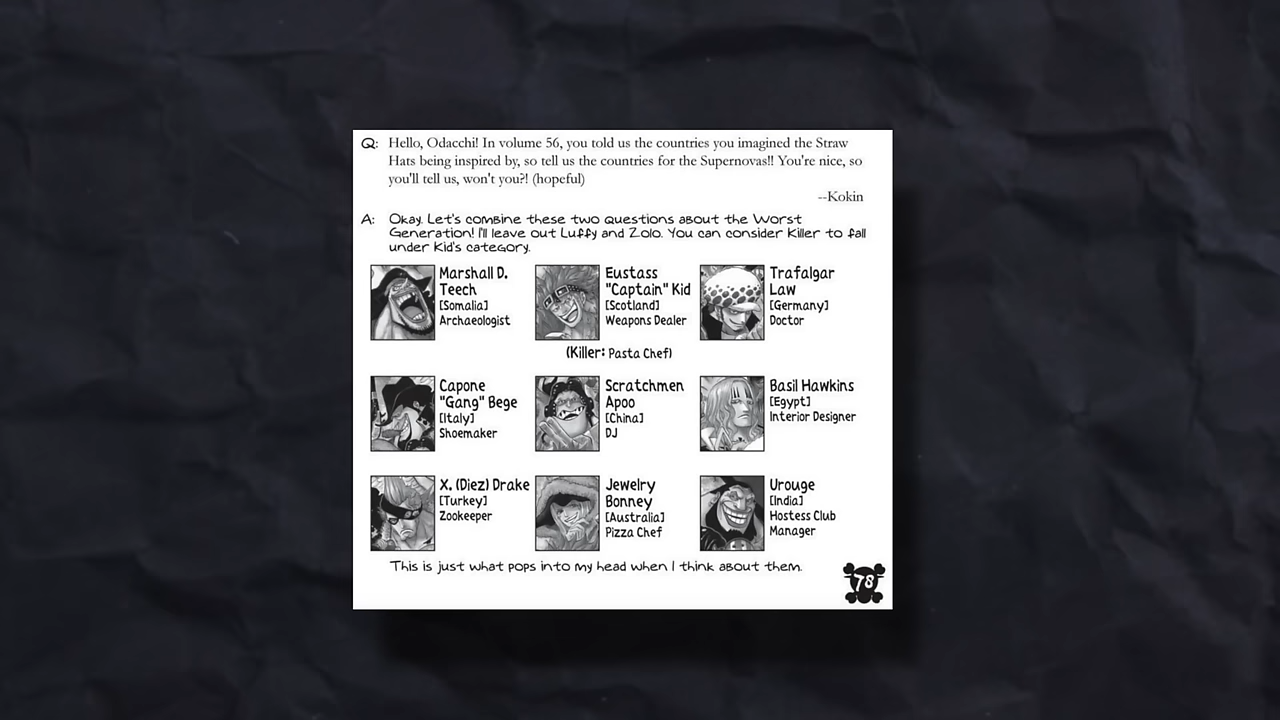 Q: Hello, Odacchi! In volume 56, you told us the countries you imagined the Straw
Hats being inspired by, so tell us the countries for the Supernovas!! You're nice, so
you'll tell us, won't you?! (hopeful)
--Kokin
A: Okay. Let's combine these two questions about the Worst
Generation! I'll leave out Luffy and Zolo. You can consider Killer to fall
under Kid's category.
Marshall D.
Teech
[Somalia]
Archaeologist
Eustass
"Captain" Kid
[Scotland]
Weapons Dealer
Trafalgar
Law
[Germany]
Doctor
(Killer: Pasta Chef)
Capone
"Gang" Bege
[Italy]
Shoemaker
Scratchmen
Apoo
[China]
DJ
Basil Hawkins
[Egypt]
Interior Designer
X. (Diez) Drake
[Turkey]
Zookeeper
Jewelry
Bonney
[Australia]
Pizza Chef
Urouge
[India]
Hostess Club
Manager
This is just what pops into my head when I think about them.
78